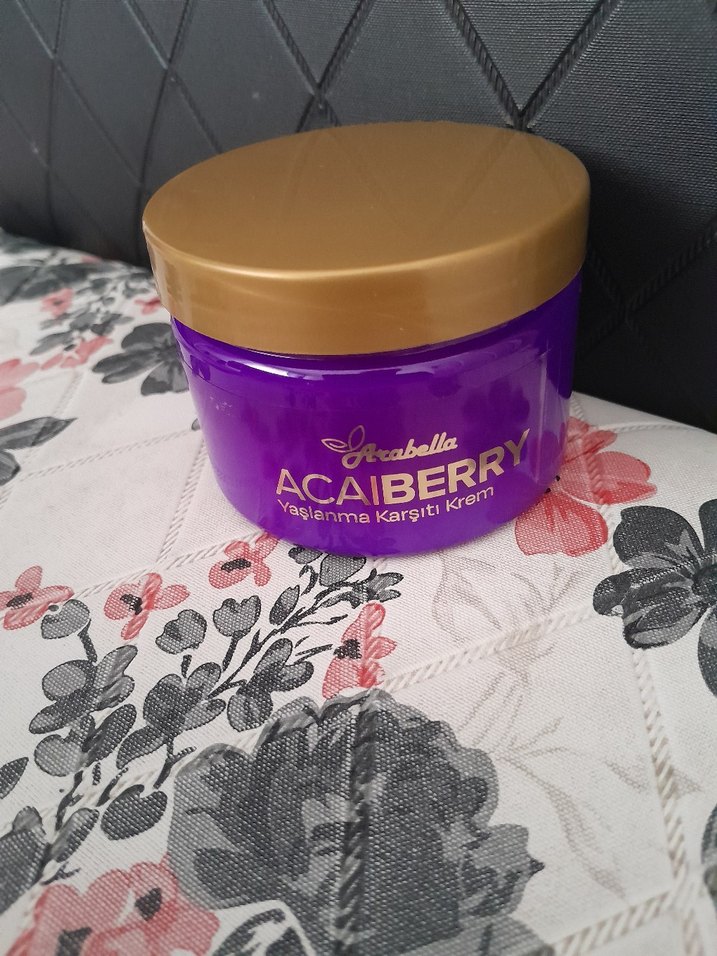 Arabella
ACAIBERRY
Yaşlanma Karşıtı Krem